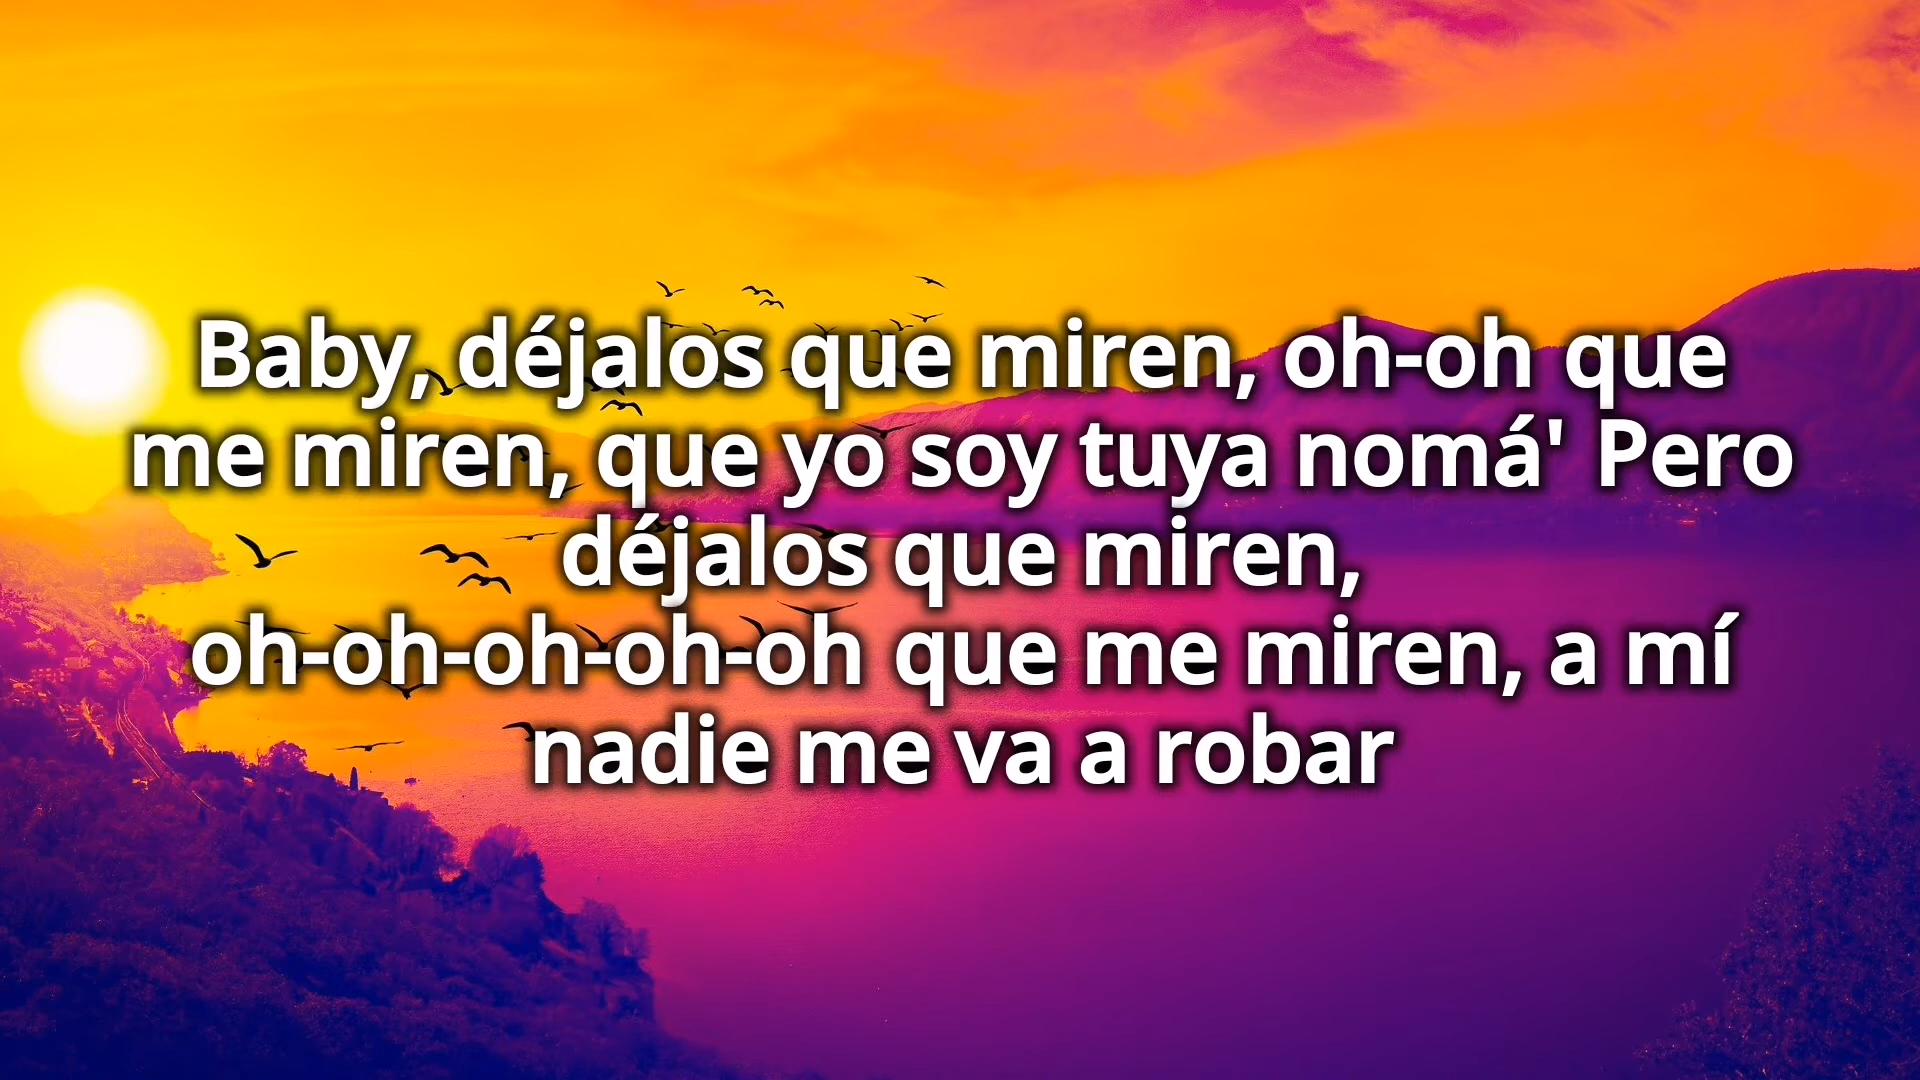 Baby, déjalos que miren, oh-oh que
me miren, que yo soy tuya nomá' Pero
déjalos que miren,
oh-oh-oh-oh-oh que me miren, a mí
nadie me va a robar